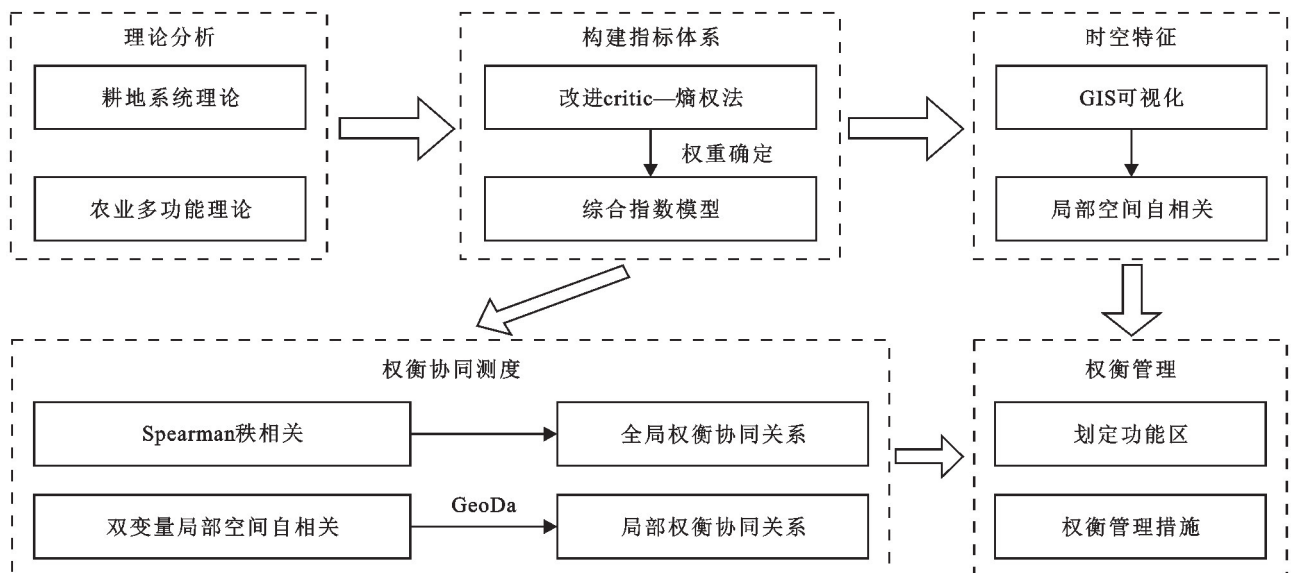 理论分析
耕地系统理论
农业多功能理论
构建指标体系
改进critic—熵权法
权重确定
综合指数模型
时空特征
GIS可视化
局部空间自相关
权衡协同测度
Spearman秩相关
全局权衡协同关系
双变量局部空间自相关
GeoDa
局部权衡协同关系
权衡管理
划定功能区
权衡管理措施